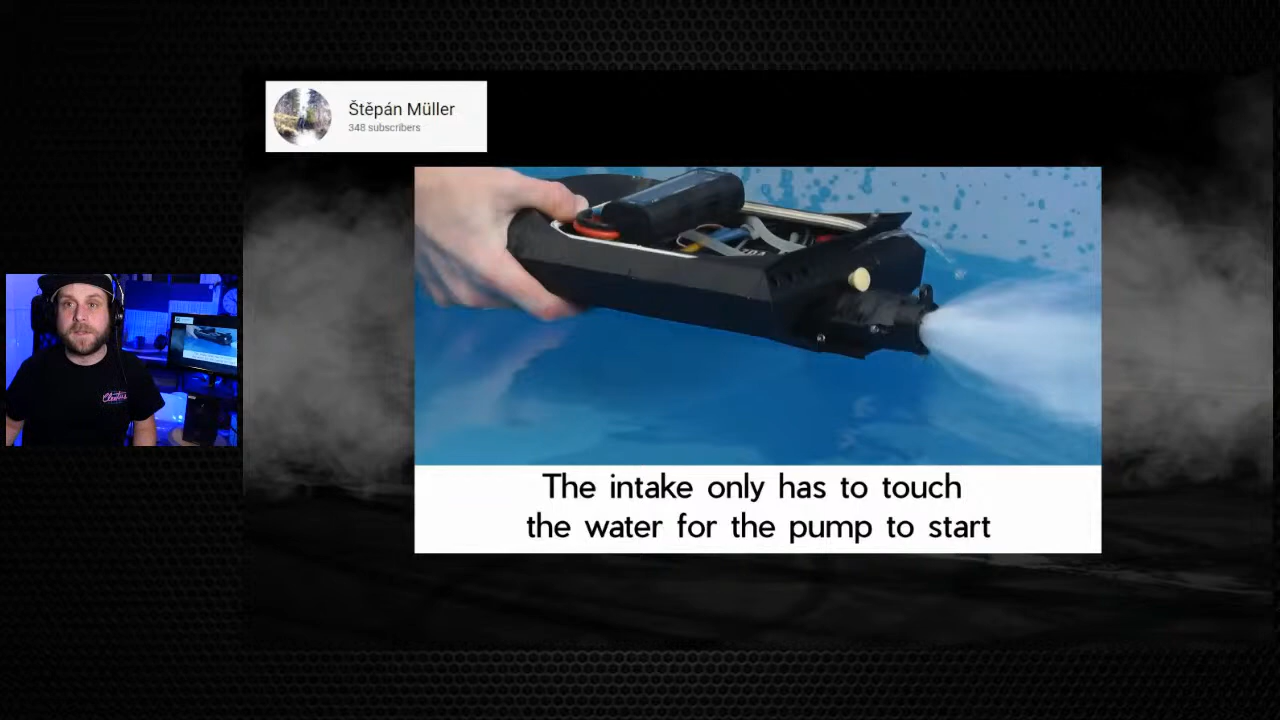 Štěpán Müller
348 subscribers
The intake only has to touch
the water for the pump to start